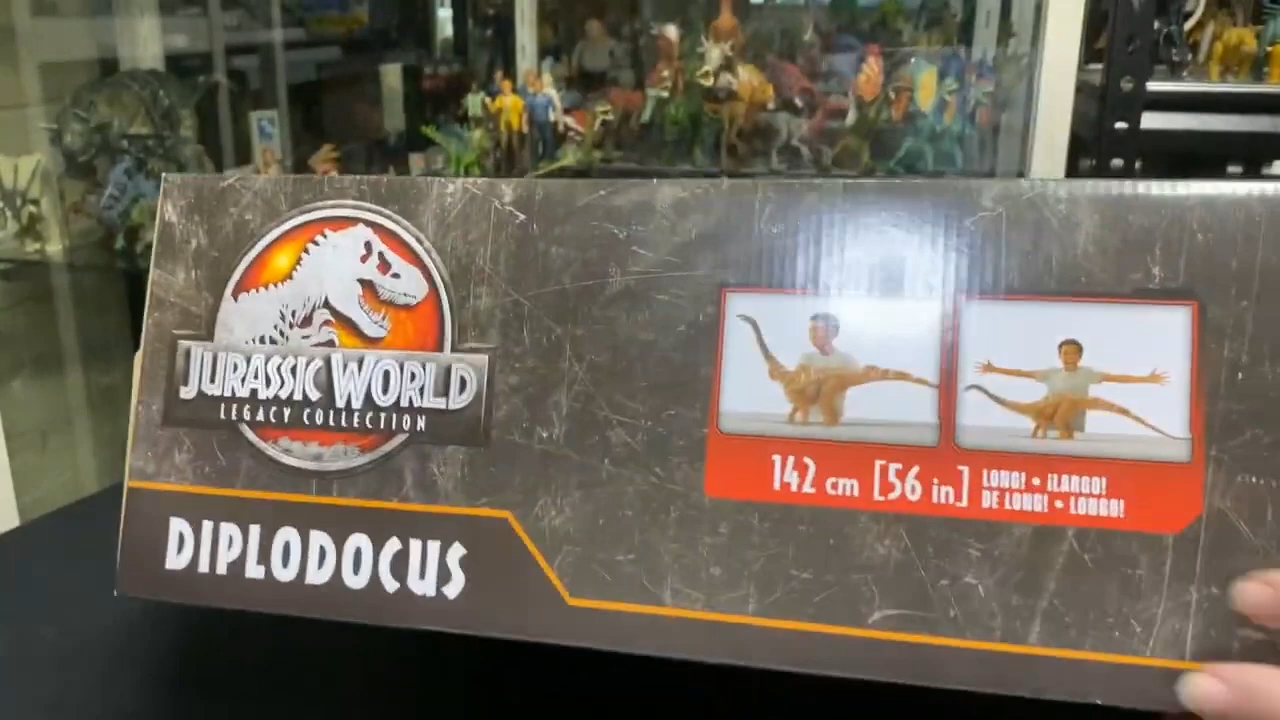 JURASSIC WORLD
LEGACY COLLECTION
DIPLODOCUS
142 cm [56 in]
LONG! • ¡LARGO!
DE LONG! • LONGO!